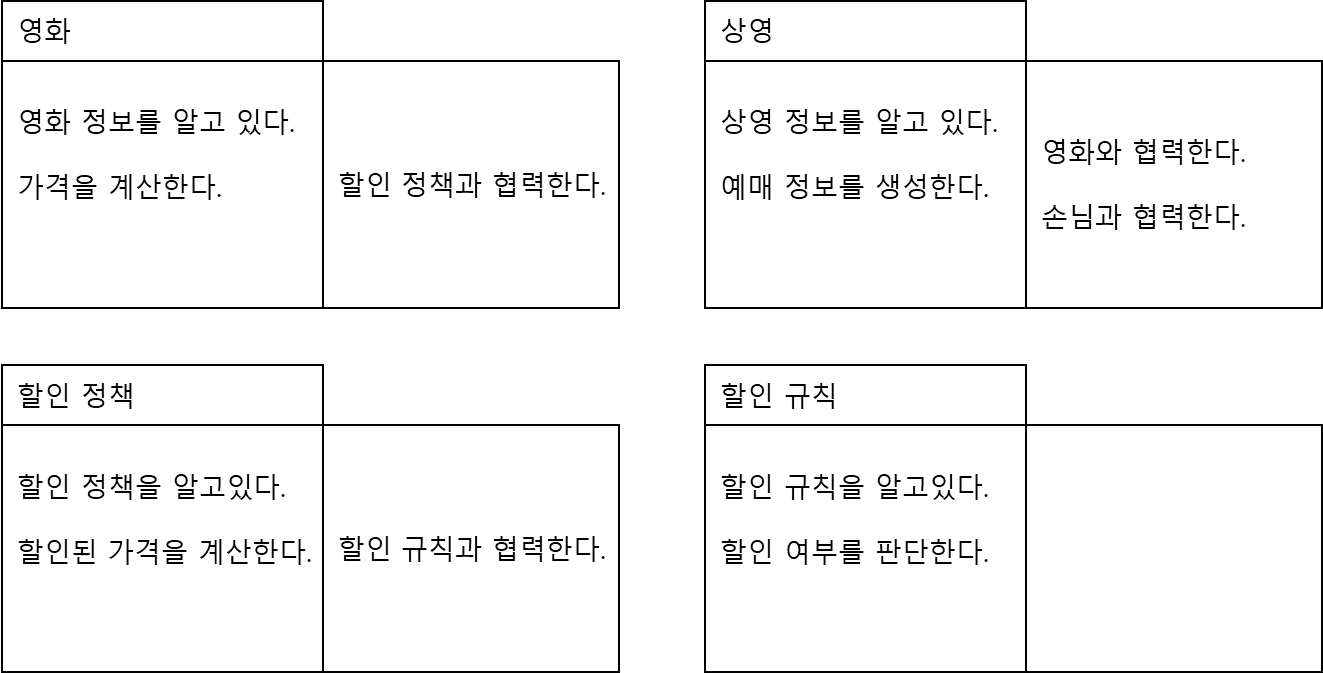 영화
영화 정보를 알고 있다.
가격을 계산한다.
할인 정책과 협력한다.
상영
상영 정보를 알고 있다.
예매 정보를 생성한다.
영화와 협력한다.
손님과 협력한다.
할인 정책
할인 정책을 알고있다.
할인된 가격을 계산한다.
할인 규칙과 협력한다.
할인 규칙
할인 규칙을 알고있다.
할인 여부를 판단한다.